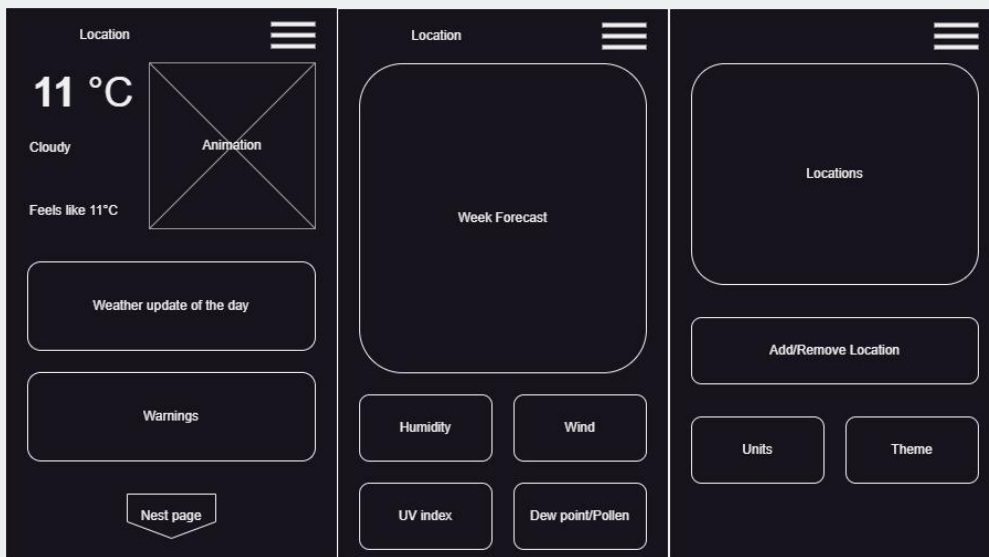 Location
11 °C
Cloudy
Animation
Feels like 11°C
Weather update of the day
Warnings
Nest page
Location
Week Forecast
Humidity
Wind
UV index
Dew point/Pollen
Locations
Add/Remove Location
Units
Theme